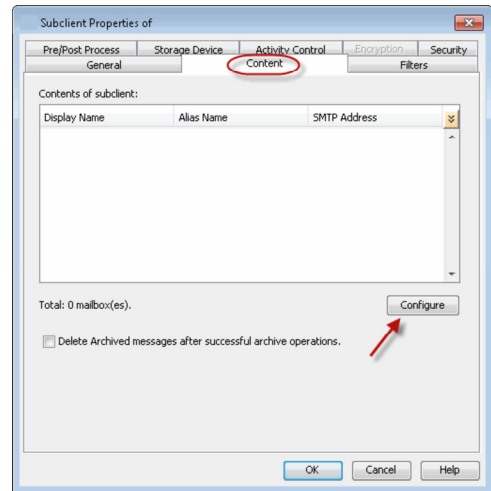 Subclient Properties of
Pre/Post Process Storage Device Activity Control Encryption Security
General Content Filters
Contents of subclient:
Display Name Alias Name SMTP Address
Total: 0 mailbox(es).
Configure
Delete Archived messages after successful archive operations.
OK Cancel Help